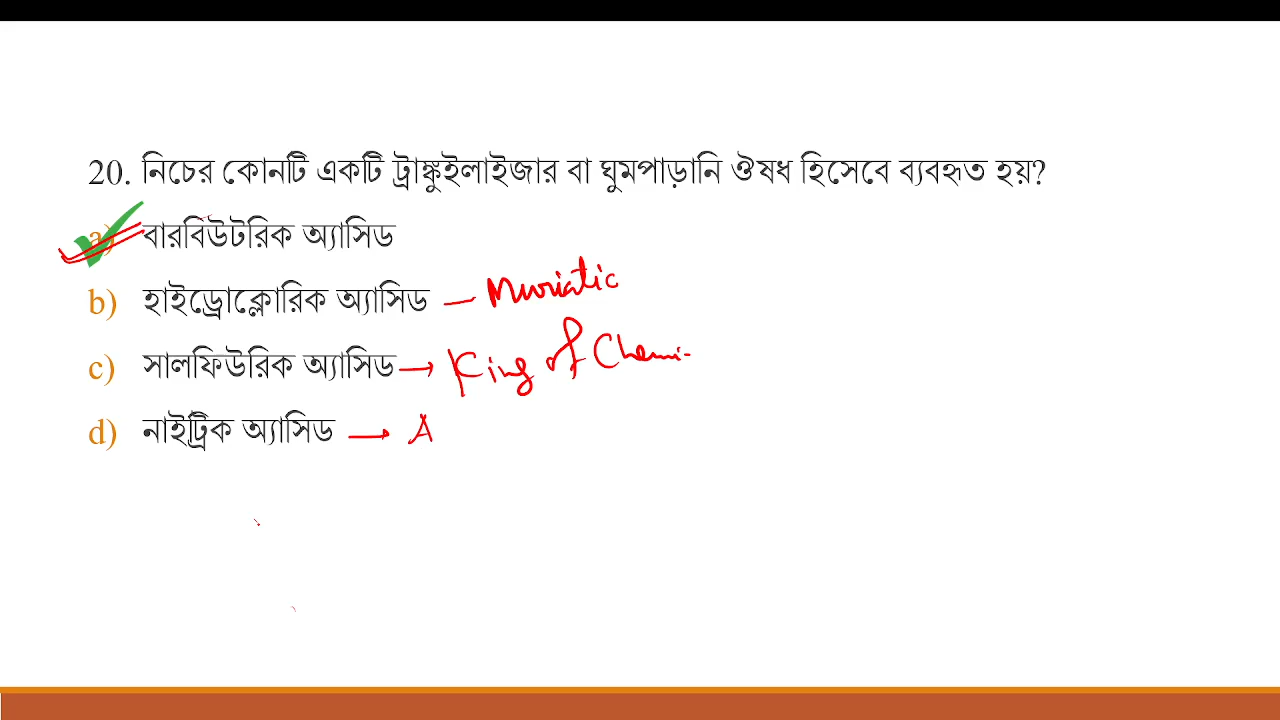 20. নিচের কোনটি একটি ট্রাঙ্কুইলাইজার বা ঘুমপাড়ানি ঔষধ হিসেবে ব্যবহৃত হয়?
a) বারবিউটরিক অ্যাসিড
b) হাইড্রোক্লোরিক অ্যাসিড – Muriatic
c) সালফিউরিক অ্যাসিড → King of Chemi-
d) নাইট্রিক অ্যাসিড → A